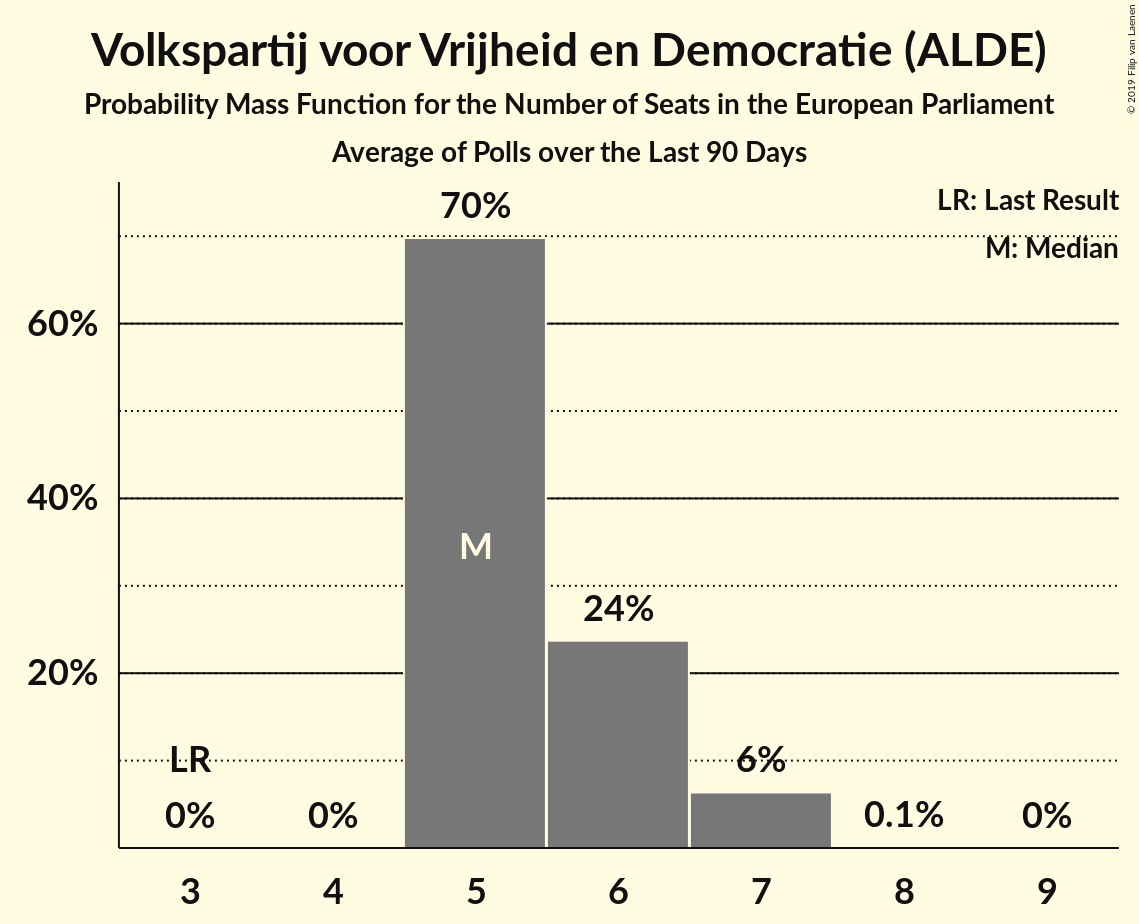 Volkspartij voor Vrijheid en Democratie (ALDE)
Probability Mass Function for the Number of Seats in the European Parliament
Average of Polls over the Last 90 Days
© 2019 Filip van Laenen
LR: Last Result
M: Median
70%
60%
40%
M
24%
20%
LR
6%
0%
0%
0.1%
0%
3 4 5 6 7 8 9